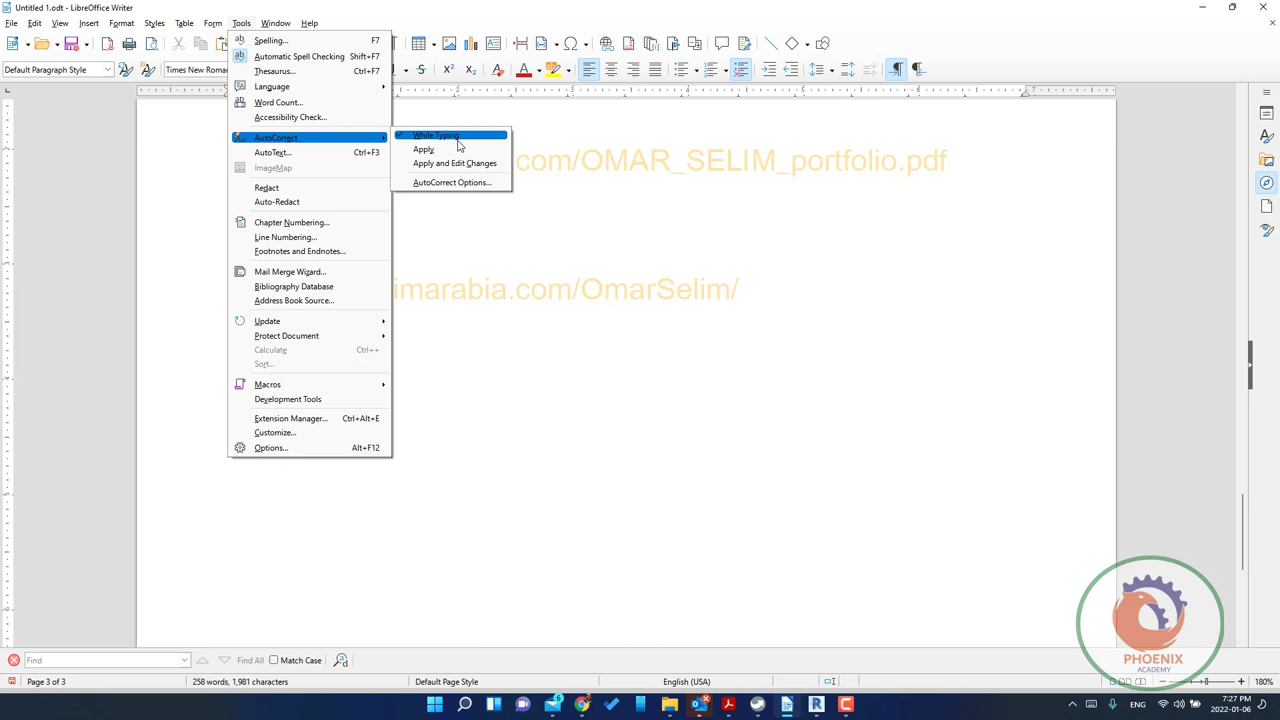 Untitled 1.odt - LibreOffice Writer
File Edit View Insert Format Styles Table Form Tools Window Help
Default Paragraph Style
Times New Roma
Spelling... F7
Automatic Spell Checking Shift+F7
Thesaurus... Ctrl+F7
Language
Word Count...
Accessibility Check...
AutoCorrect
AutoText... Ctrl+F3
ImageMap
Redact
Auto-Redact
Chapter Numbering...
Line Numbering...
Footnotes and Endnotes...
Mail Merge Wizard...
Bibliography Database
Address Book Source...
Update
Protect Document
Calculate Ctrl++
Sort...
Macros
Development Tools
Extension Manager... Ctrl+Alt+E
Customize...
Options... Alt+F12
While Typing
Apply
Apply and Edit Changes
AutoCorrect Options...
com/OMAR_SELIM_portfolio.pdf
imarabia.com/OmarSelim/
PHOENIX
ACADEMY
Find
Find All
Match Case
Page 3 of 3
258 words, 1,981 characters
Default Page Style
English (USA)
180%
7:27 PM
2022-01-06